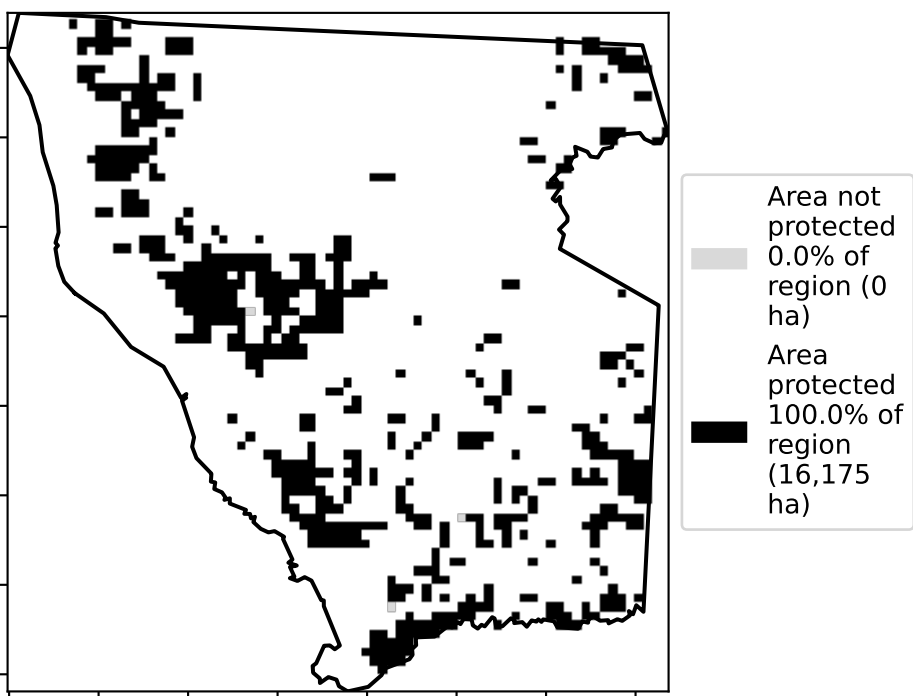 Area not
protected
0.0% of
region (0
ha)
Area
protected
100.0% of
region
(16,175
ha)